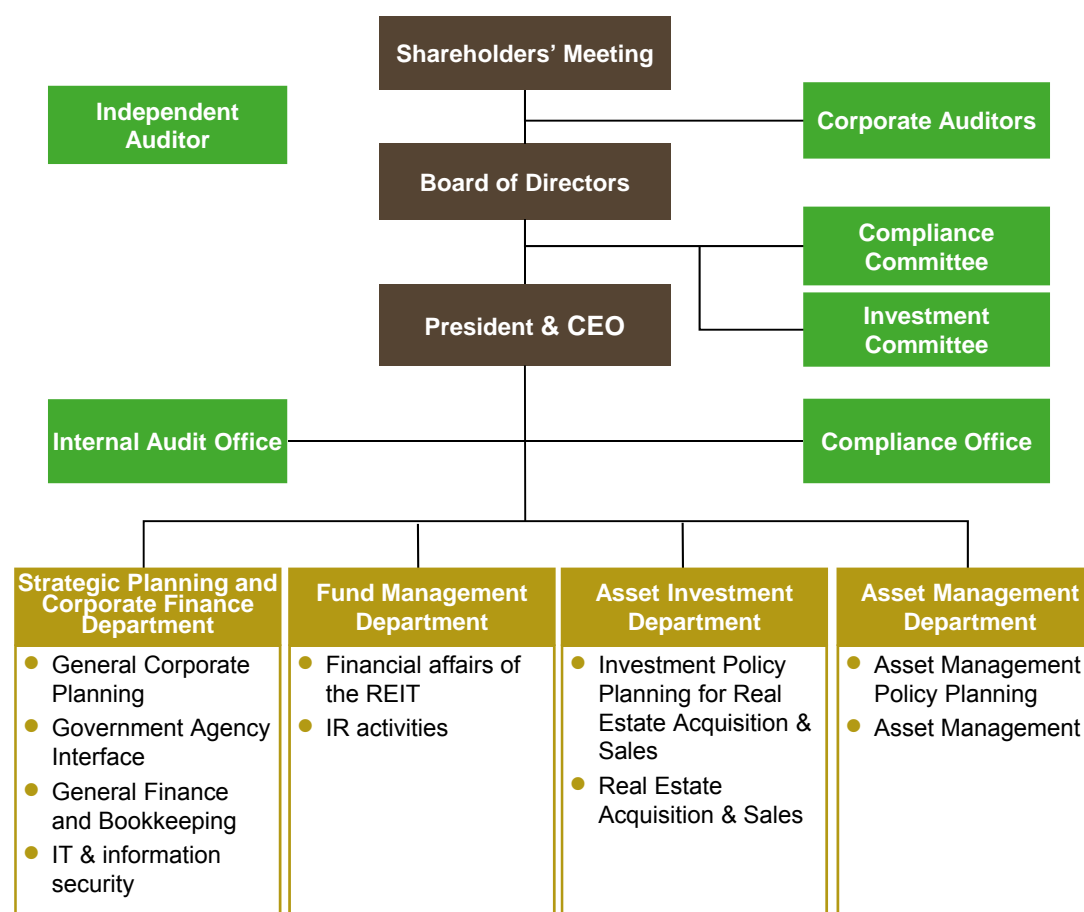 Shareholders’ Meeting
Independent
Auditor
Corporate Auditors
Board of Directors
Compliance
Committee
President & CEO
Investment
Committee
Internal Audit Office
Compliance Office
Strategic Planning and
Corporate Finance
Department
General Corporate
Planning
Government Agency
Interface
General Finance
and Bookkeeping
IT & information
security
Fund Management
Department
Financial affairs of
the REIT
IR activities
Asset Investment
Department
Investment Policy
Planning for Real
Estate Acquisition &
Sales
Real Estate
Acquisition & Sales
Asset Management
Department
Asset Management
Policy Planning
Asset Management